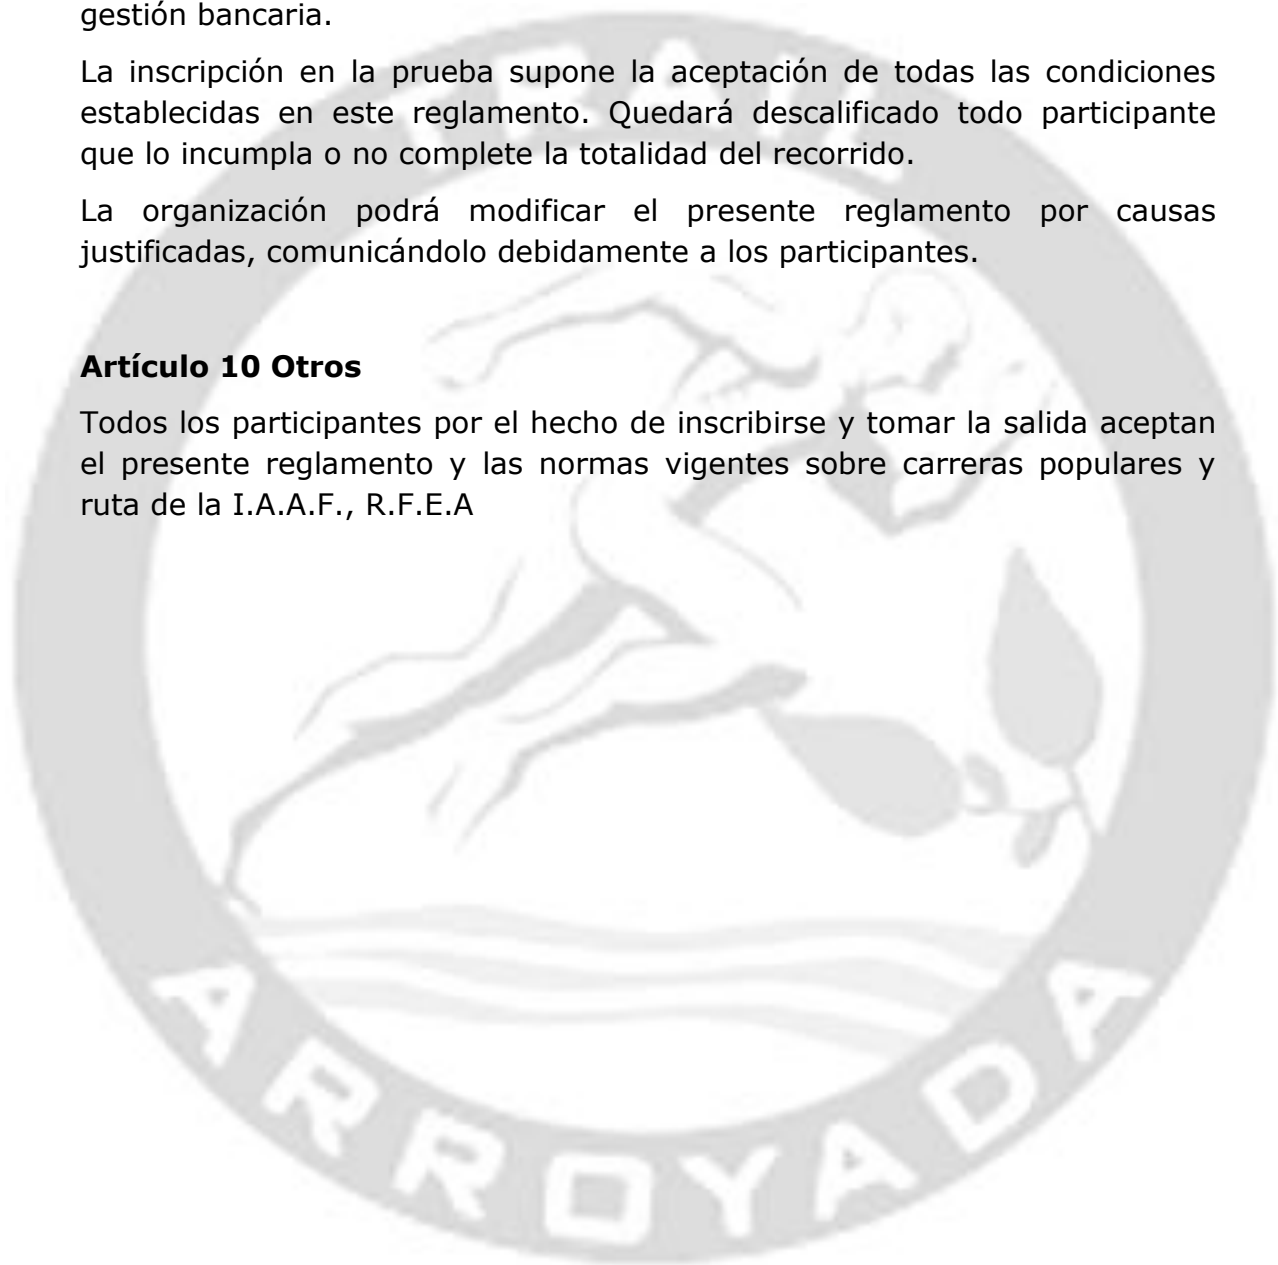 gestión bancaria.
La inscripción en la prueba supone la aceptación de todas las condiciones
establecidas en este reglamento. Quedará descalificado todo participante
que lo incumpla o no complete la totalidad del recorrido.
La organización podrá modificar el presente reglamento por causas
justificadas, comunicándolo debidamente a los participantes.
Artículo 10 Otros
Todos los participantes por el hecho de inscribirse y tomar la salida aceptan
el presente reglamento y las normas vigentes sobre carreras populares y
ruta de la I.A.A.F., R.F.E.A
TRAIL
ARROYADA